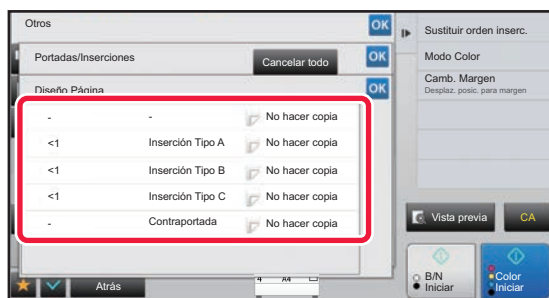 Otros OK
Portadas/Inserciones Cancelar todo OK
Diseño Página OK
- - No hacer copia
<1 Inserción Tipo A No hacer copia
<1 Inserción Tipo B No hacer copia
<1 Inserción Tipo C No hacer copia
- Contraportada No hacer copia
Atrás
A4
Sustituir orden inserc.
Modo Color
Camb. Margen
Desplaz. posic. para margen
Vista previa CA
B/N
Iniciar
Color
Iniciar